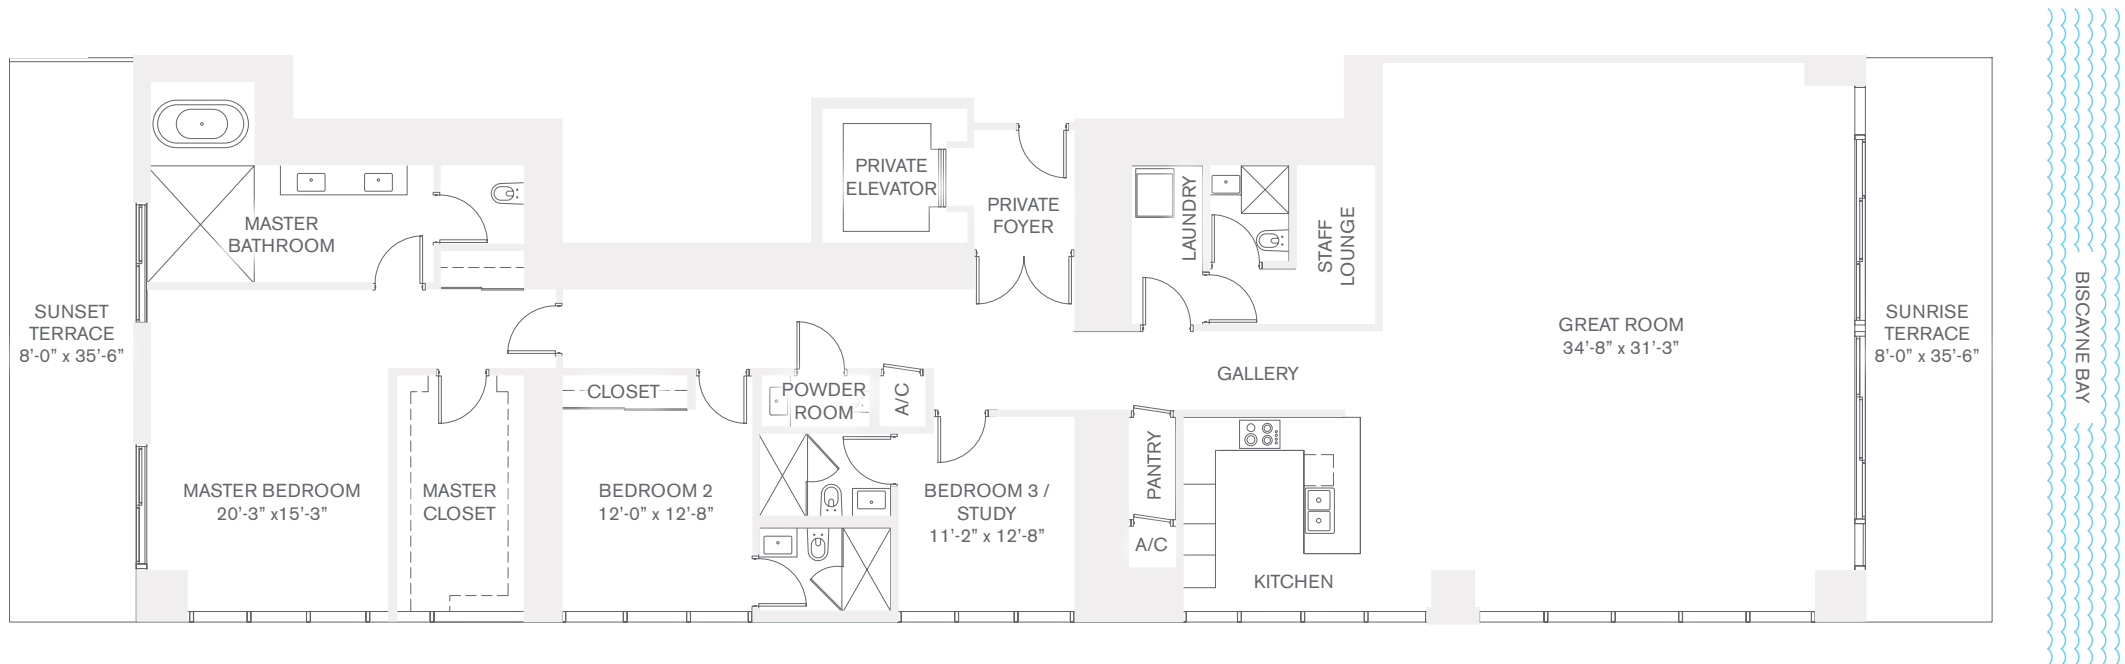 SUNSET
TERRACE
8’-0” x 35’-6”
MASTER
BATHROOM
MASTER BEDROOM
20’-3” x15’-3”
MASTER
CLOSET
CLOSET
BEDROOM 2
12’-0” x 12’-8”
POWDER
ROOM
A/C
PRIVATE
ELEVATOR
PRIVATE
FOYER
BEDROOM 3 /
STUDY
11’-2” x 12’-8”
LAUNDRY
STAFF
LOUNGE
GALLERY
PANTRY
A/C
KITCHEN
GREAT ROOM
34’-8” x 31’-3”
SUNRISE
TERRACE
8’-0” x 35’-6”
BISCAYNE BAY